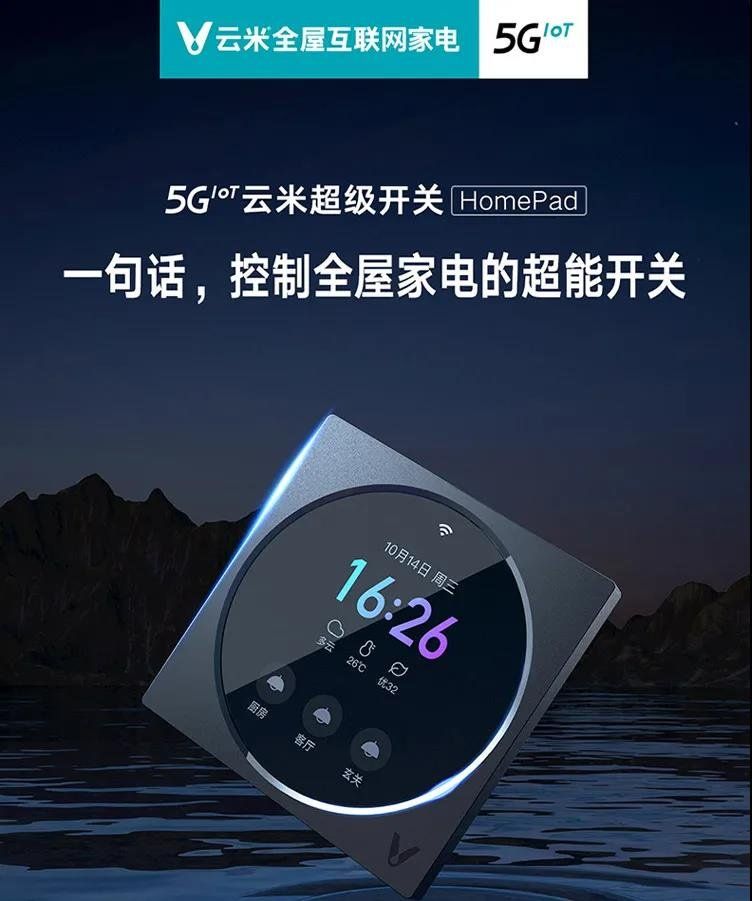 云米全屋互联网家电 5G IoT
5G IoT 云米超级开关 HomePad
一句话，控制全屋家电的超能开关
10月14日 周三
16:26
多云 26℃ 优32
厨房 客厅 玄关